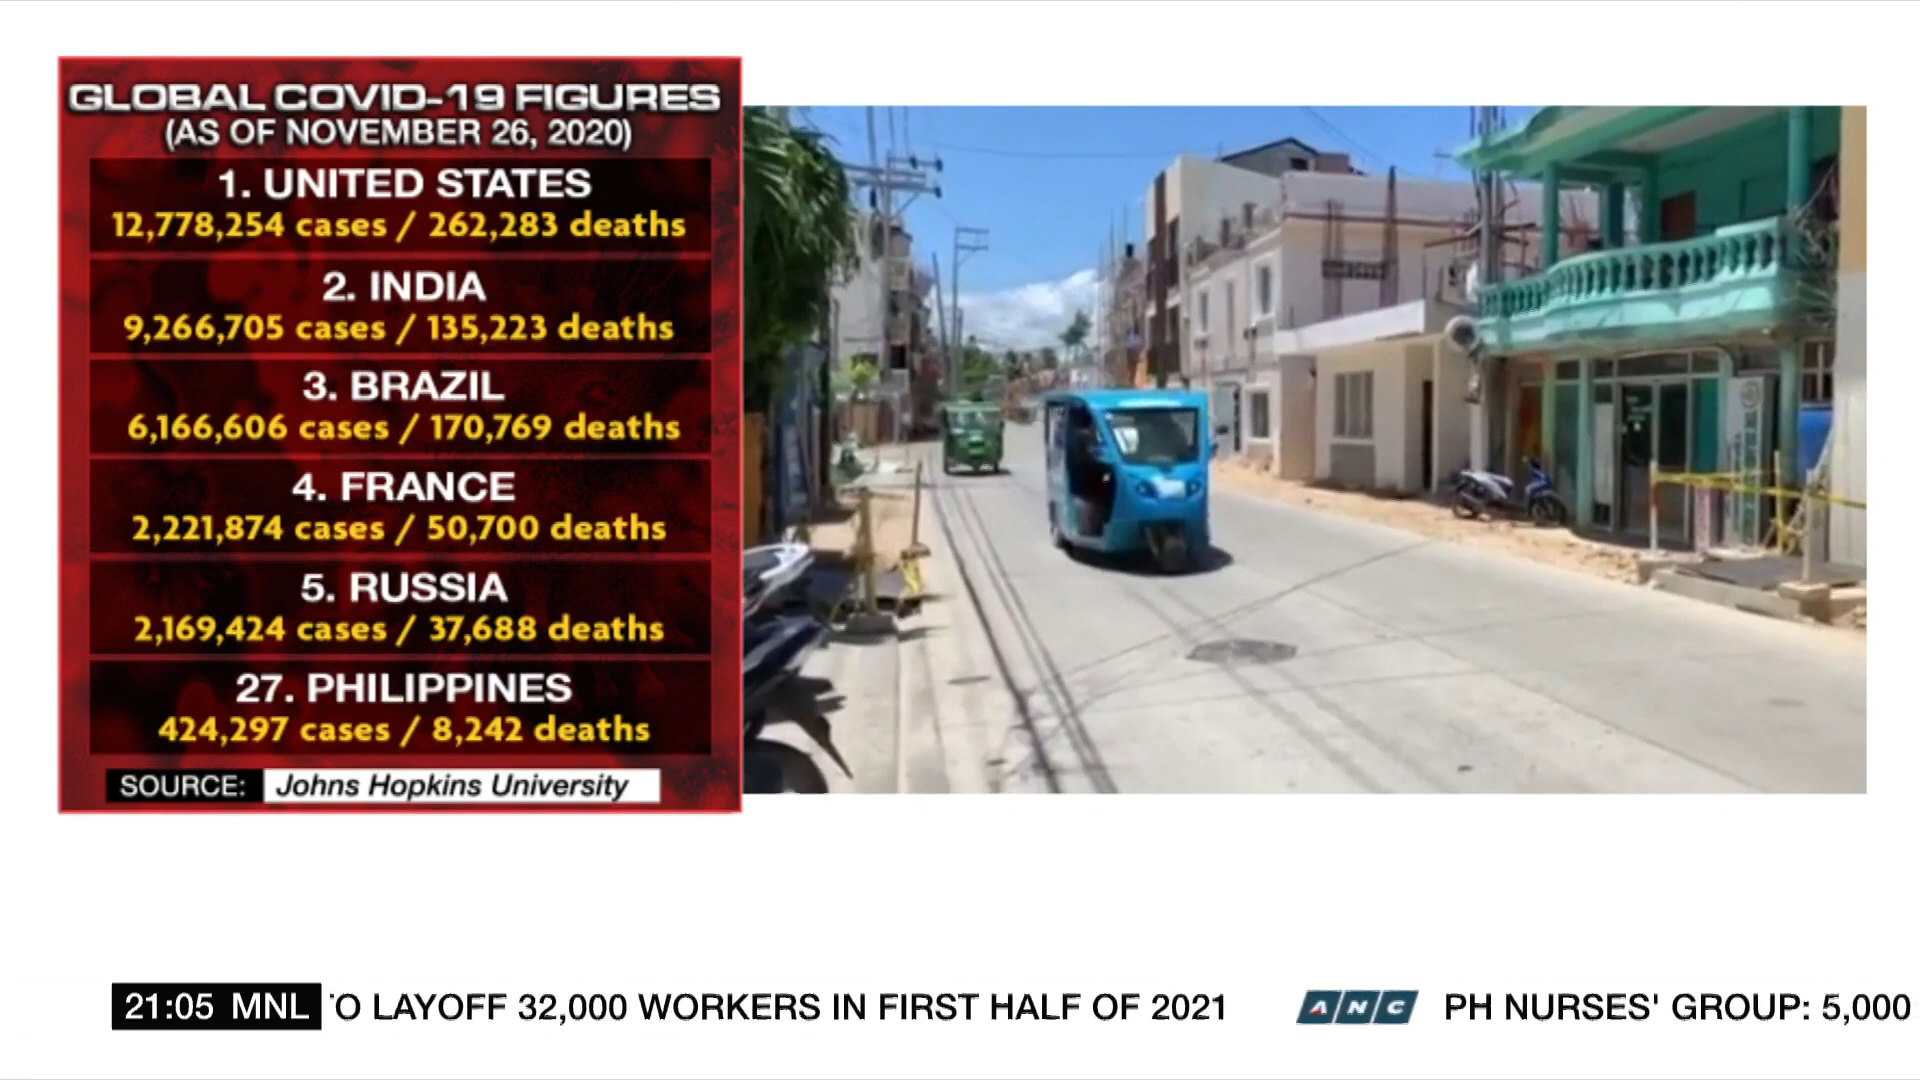 GLOBAL COVID-19 FIGURES
(AS OF NOVEMBER 26, 2020)
1. UNITED STATES
12,778,254 cases / 262,283 deaths
2. INDIA
9,266,705 cases / 135,223 deaths
3. BRAZIL
6,166,606 cases / 170,769 deaths
4. FRANCE
2,221,874 cases / 50,700 deaths
5. RUSSIA
2,169,424 cases / 37,688 deaths
27. PHILIPPINES
424,297 cases / 8,242 deaths
SOURCE: Johns Hopkins University
21:05 MNL TO LAYOFF 32,000 WORKERS IN FIRST HALF OF 2021 ANC PH NURSES' GROUP: 5,000